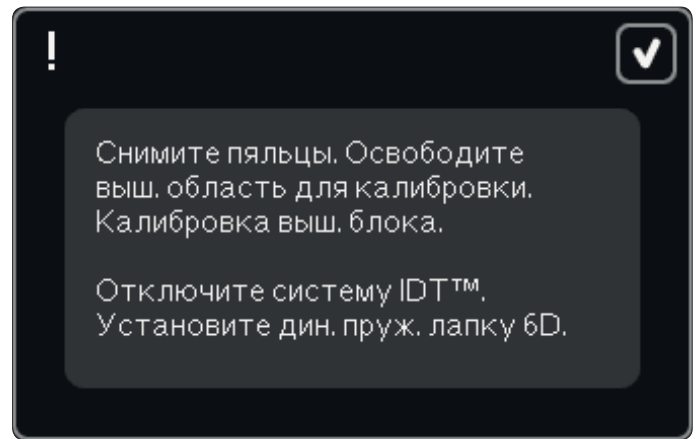 !
Снимите пяльцы. Освободите
выш. область для калибровки.
Калибровка выш. блока.
Отключите систему IDT™.
Установите дин. пруж. лапку 6D.